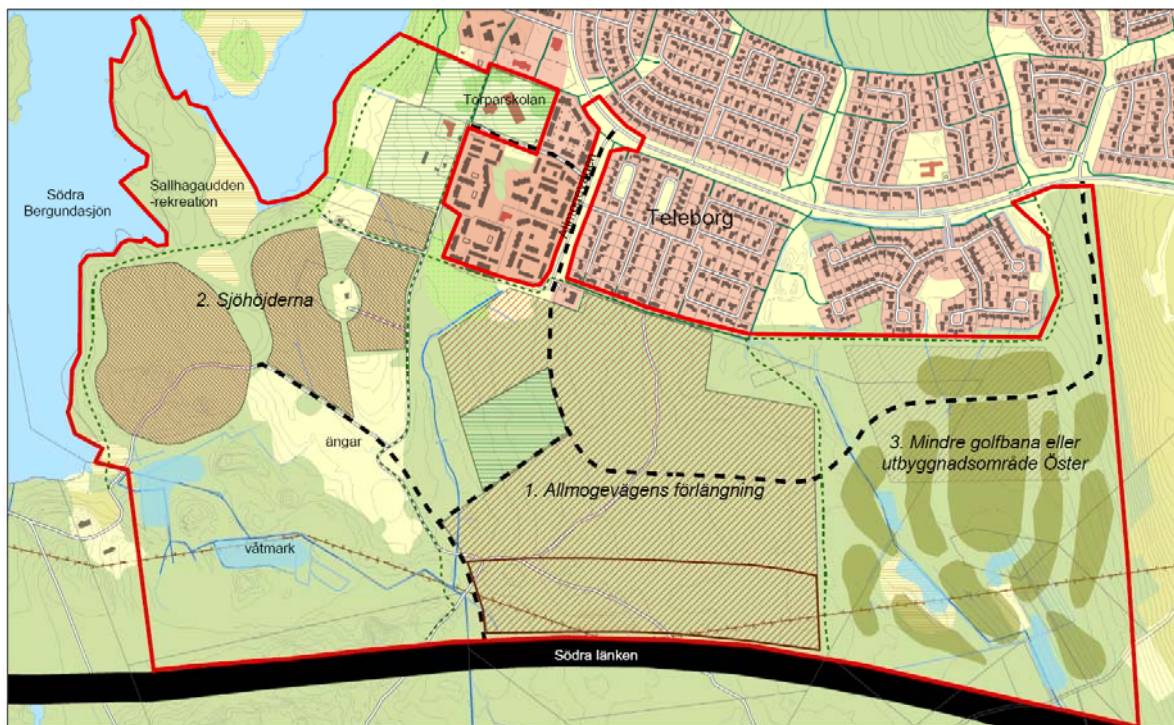 Torparskolan
Södra
Bergundasjön
Sallhagaudden
-rekreation
Teleborg
2. Sjöhöjderna
ängar
3. Mindre golfbana eller
utbyggnadsområde Öster
1. Allmogevägens förlängning
våtmark
Södra länken